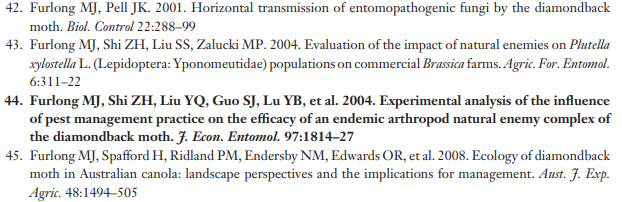 42. Furlong MJ, Pell JK. 2001. Horizontal transmission of entomopathogenic fungi by the diamondback
moth. Biol. Control 22:288–99
43. Furlong MJ, Shi ZH, Liu SS, Zalucki MP. 2004. Evaluation of the impact of natural enemies on Plutella
xylostella L. (Lepidoptera: Yponomeutidae) populations on commercial Brassica farms. Agric. For. Entomol.
6:311–22
44. Furlong MJ, Shi ZH, Liu YQ, Guo SJ, Lu YB, et al. 2004. Experimental analysis of the influence
of pest management practice on the efficacy of an endemic arthropod natural enemy complex of
the diamondback moth. J. Econ. Entomol. 97:1814–27
45. Furlong MJ, Spafford H, Ridland PM, Endersby NM, Edwards OR, et al. 2008. Ecology of diamondback
moth in Australian canola: landscape perspectives and the implications for management. Aust. J. Exp.
Agric. 48:1494–505